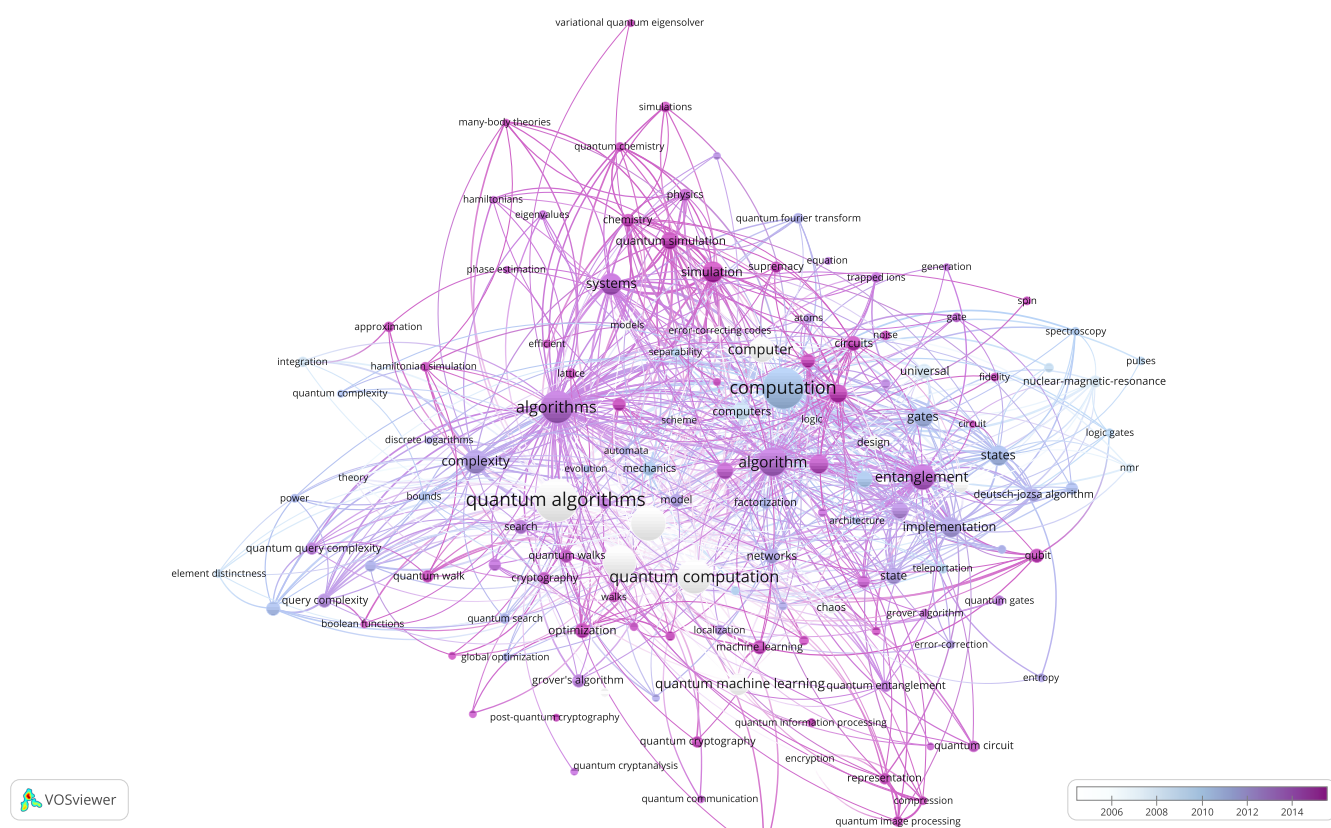 variational quantum eigensolver
simulations
many-body theories
quantum chemistry
physics
hamiltonians
eigenvalues
chemistry
quantum fourier transform
quantum simulation
equation
phase estimation
simulation
supremacy
generation
trapped ions
systems
spin
gate
atoms
approximation
models
error-correcting codes
noise
spectroscopy
efficient
separability
computer
circuits
integration
hamiltonian simulation
pulses
lattice
universal
fidelity
nuclear-magnetic-resonance
quantum complexity
computation
algorithms
computers
scheme
logic
gates
circuit
discrete logarithms
logic gates
design
automata
complexity
evolution
mechanics
algorithm
states
nmr
theory
entanglement
power
bounds
quantum algorithms
model
factorization
deutsch-jozsa algorithm
search
architecture
implementation
quantum query complexity
quantum walks
networks
qubit
element distinctness
quantum walk
cryptography
quantum computation
state
teleportation
query complexity
walks
chaos
quantum gates
grover algorithm
boolean functions
quantum search
optimization
localization
machine learning
error-correction
global optimization
grover's algorithm
quantum machine learning
quantum entanglement
entropy
post-quantum cryptography
quantum information processing
quantum cryptography
quantum circuit
encryption
quantum cryptanalysis
representation
quantum communication
compression
quantum image processing
VOSviewer
2006
2008
2010
2012
2014